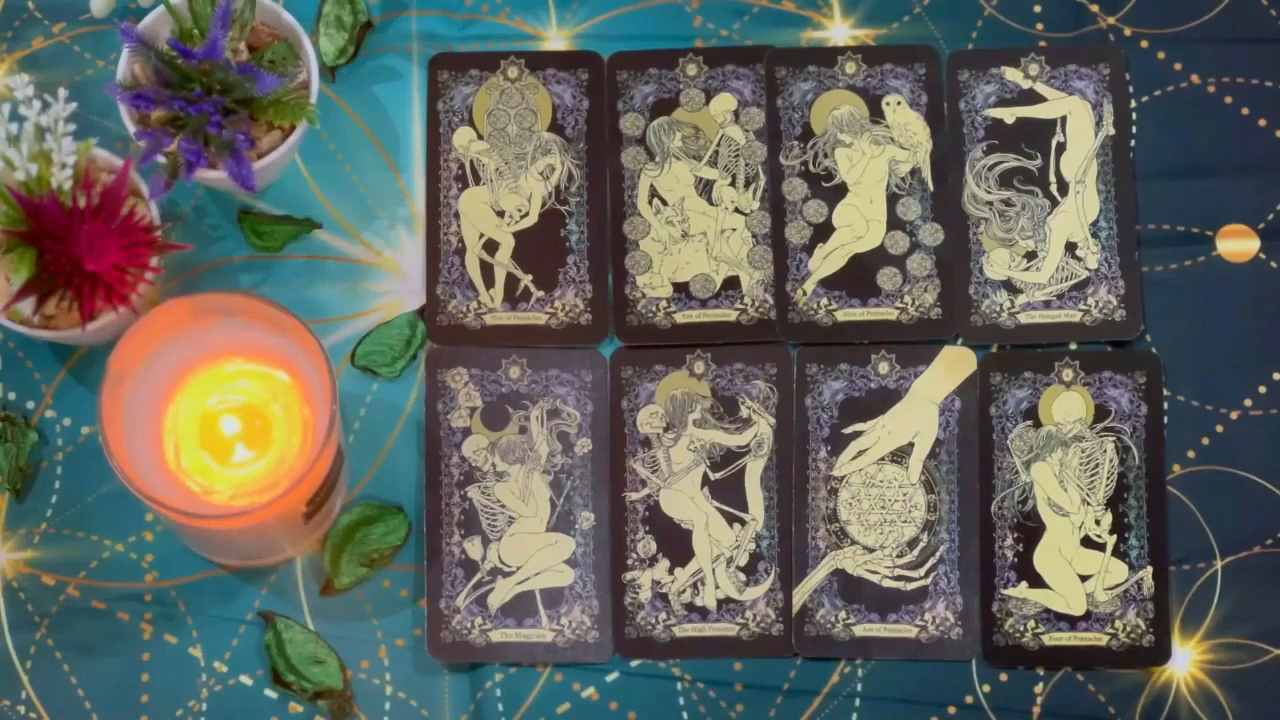 Five of Pentacles
Ten of Pentacles
Nine of Pentacles
The Hanged Man
The Magician
The High Priestess
Ace of Pentacles
Four of Pentacles